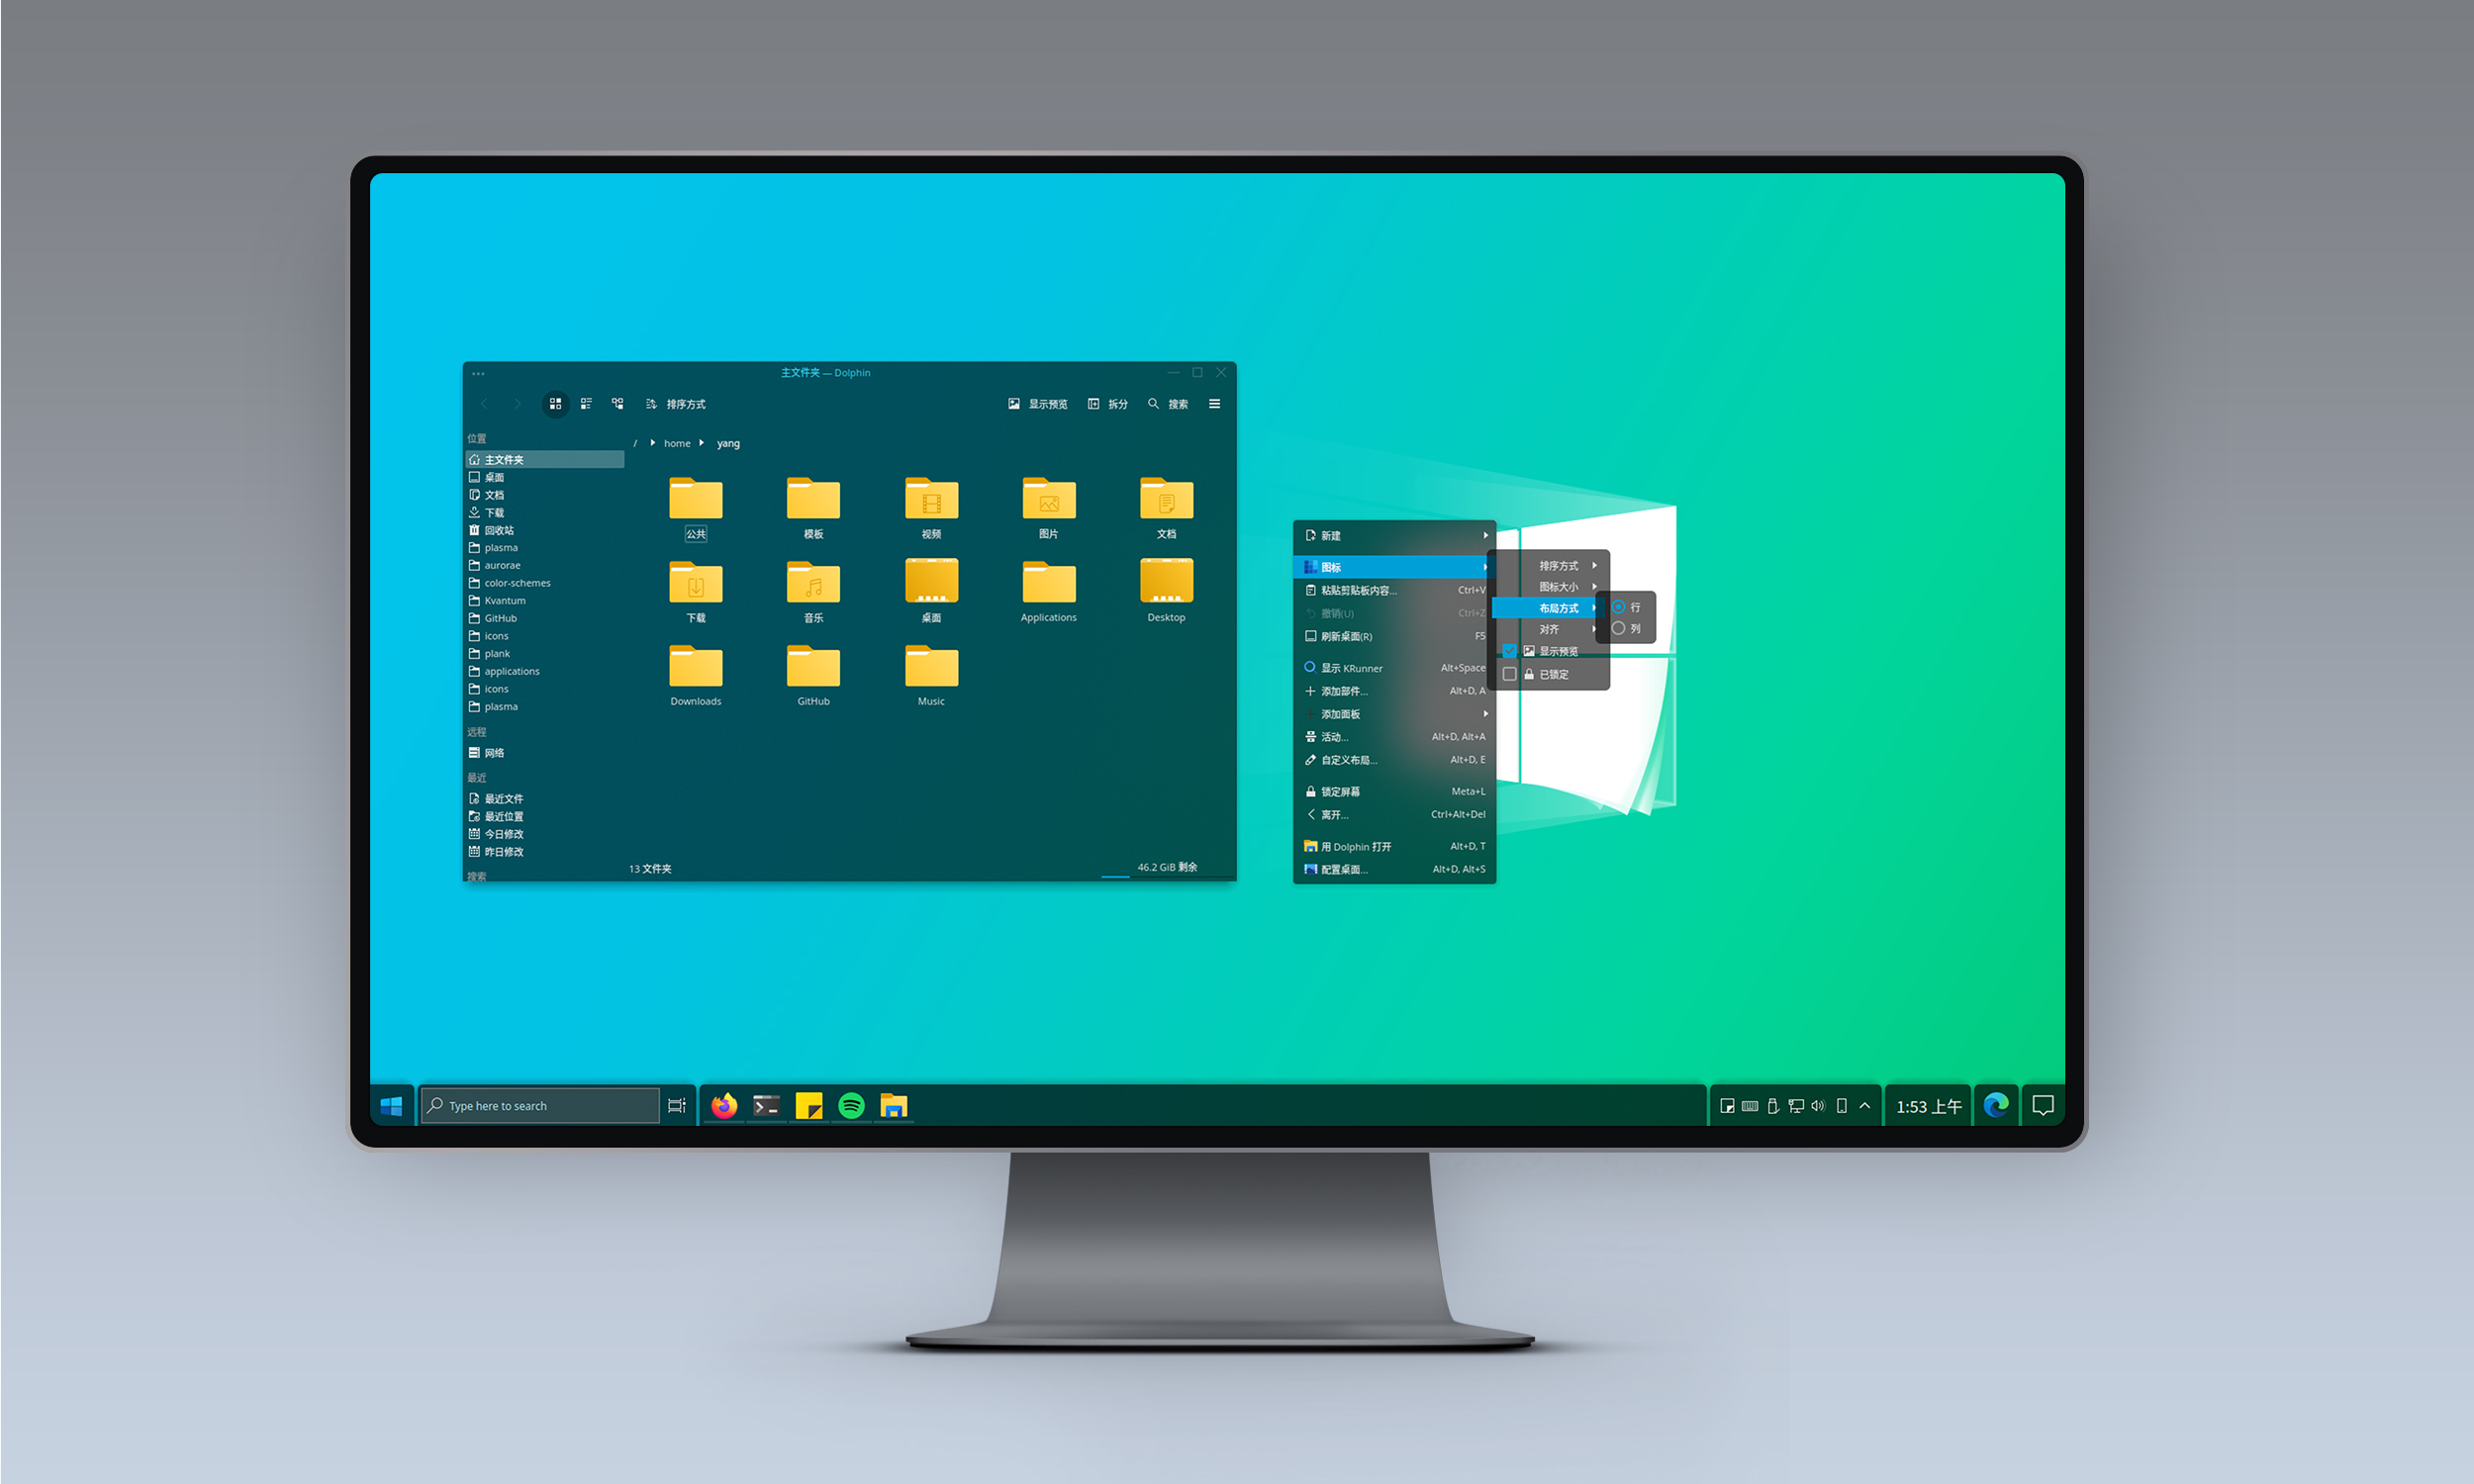 主文件夹 — Dolphin
排序方式
显示预览
拆分
搜索
位置
主文件夹
桌面
文档
下载
回收站
plasma
aurorae
color-schemes
Kvantum
GitHub
icons
plank
applications
icons
plasma
远程
网络
最近
最近文件
最近位置
今日修改
昨日修改
搜索
/ home yang
公共
模板
视频
图片
文档
下载
音乐
桌面
Applications
Desktop
Downloads
GitHub
Music
13 文件夹
46.2 GiB 剩余
新建
图标
粘贴剪贴板内容... Ctrl+V
撤销(U) Ctrl+Z
刷新桌面(R) F5
显示 KRunner Alt+Space
添加部件... Alt+D, A
添加面板
活动... Alt+D, Alt+A
自定义布局... Alt+D, E
锁定屏幕 Meta+L
离开... Ctrl+Alt+Del
用 Dolphin 打开 Alt+D, T
配置桌面... Alt+D, Alt+S
排序方式
图标大小
布局方式
对齐
显示预览
已锁定
行
列
Type here to search
1:53 上午